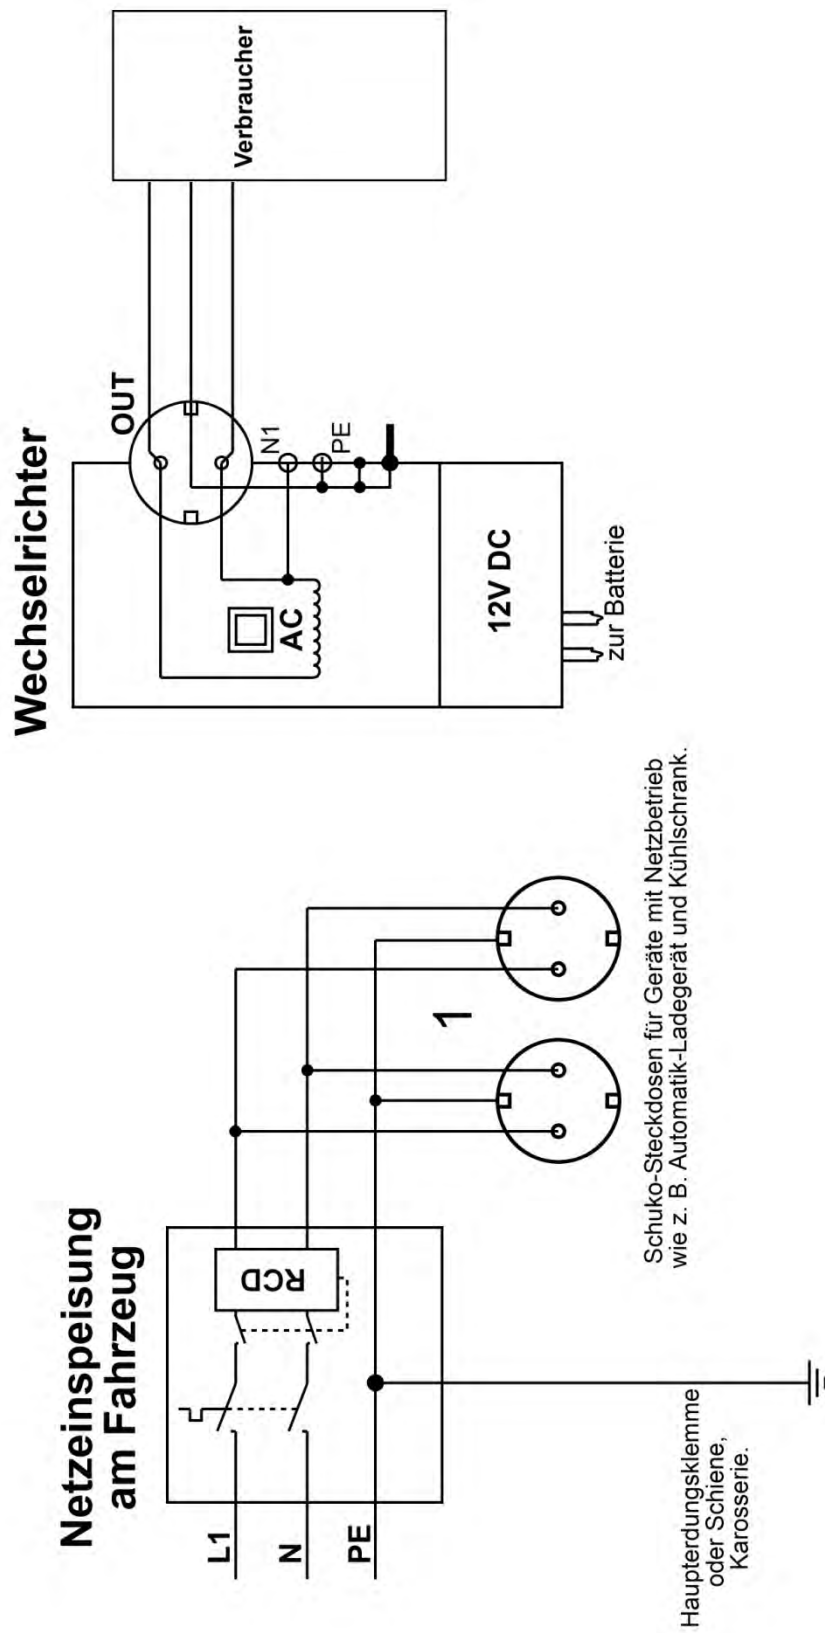 Netzeinspeisung
am Fahrzeug
L1
N
PE
RCD
1
Schuko-Steckdosen für Geräte mit Netzbetrieb
wie z. B. Automatik-Ladegerät und Kühlschrank.
Haupterdungsklemme
oder Schiene,
Karosserie.
Wechselrichter
OUT
N1
PE
AC
12V DC
zur Batterie
Verbraucher